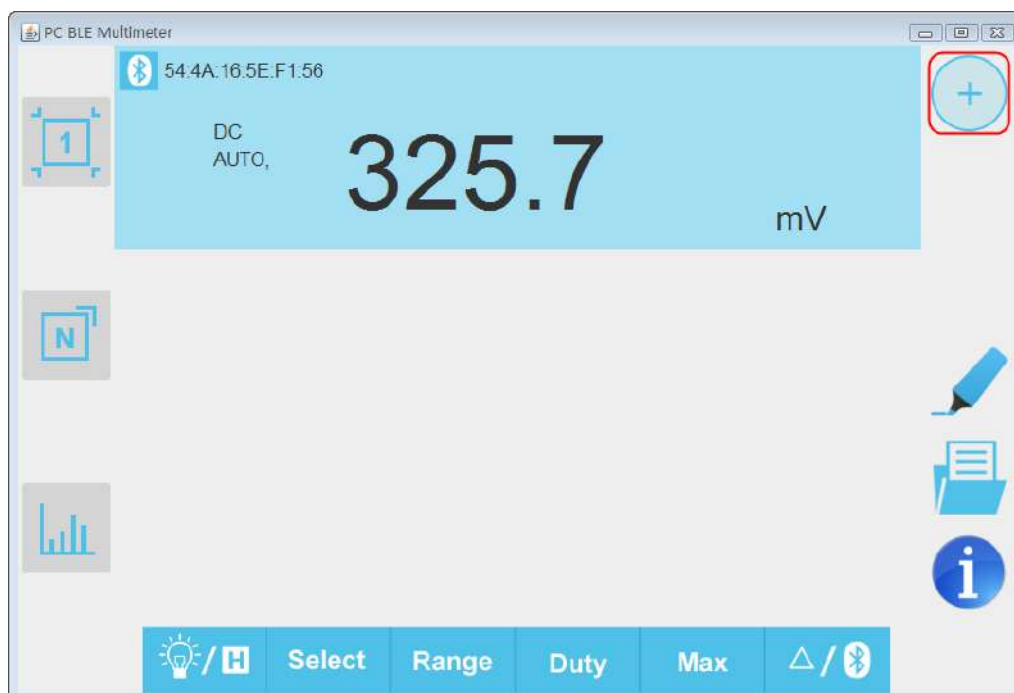 PC BLE Multimeter
54:4A:16:5E:F1:56
DC
AUTO,
325.7
mV
1
N
i
/ H
Select
Range
Duty
Max
△ /